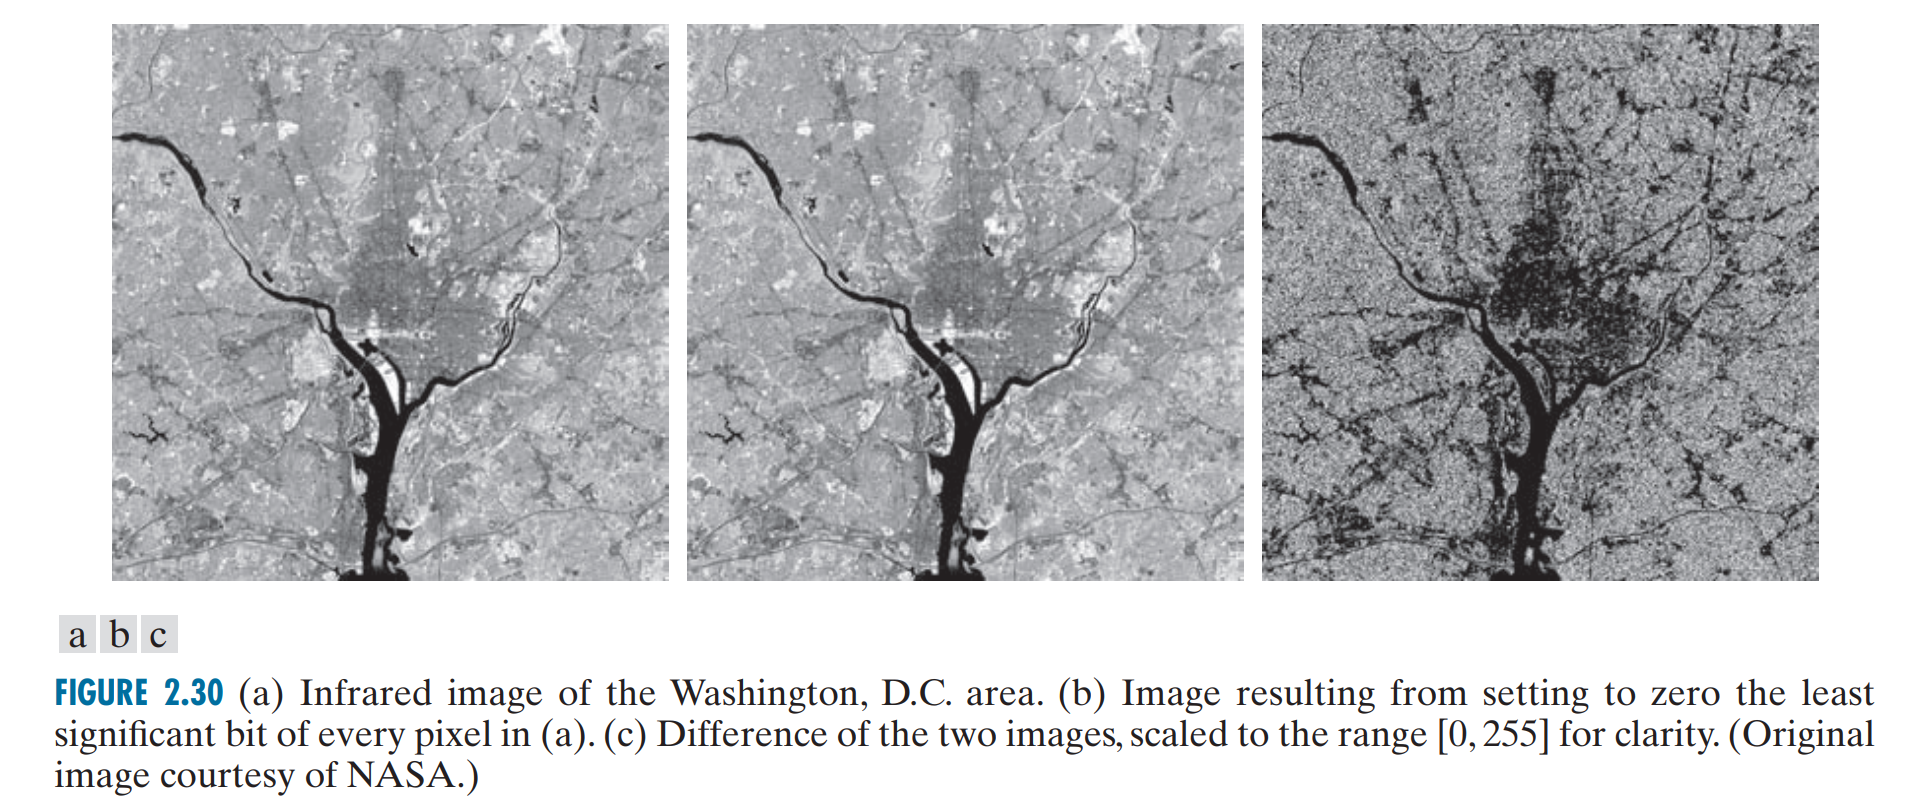 a b c
FIGURE 2.30 (a) Infrared image of the Washington, D.C. area. (b) Image resulting from setting to zero the least
significant bit of every pixel in (a). (c) Difference of the two images, scaled to the range [0, 255] for clarity. (Original
image courtesy of NASA.)